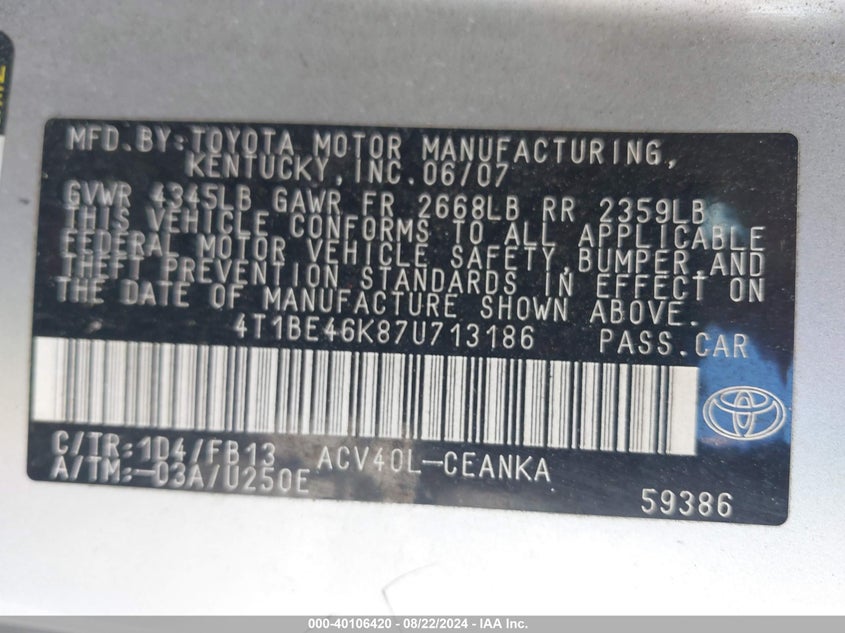 MFD.BY:TOYOTA MOTOR MANUFACTURING,
KENTUCKY, INC. 06/07
GVWR 4345LB GAWR FR 2668LB RR 2359LB
THIS VEHICLE CONFORMS TO ALL APPLICABLE
FEDERAL MOTOR VEHICLE SAFETY,BUMPER,AND
THEFT PREVENTION STANDARDS IN EFFECT ON
THE DATE OF MANUFACTURE SHOWN ABOVE.
4T1BE46K87U713186 PASS.CAR
C/TR:1D4/FB13 ACV40L-CEANKA
A/TM:-03A/U250E
59386
000-40106420 - 08/22/2024 - IAA Inc.